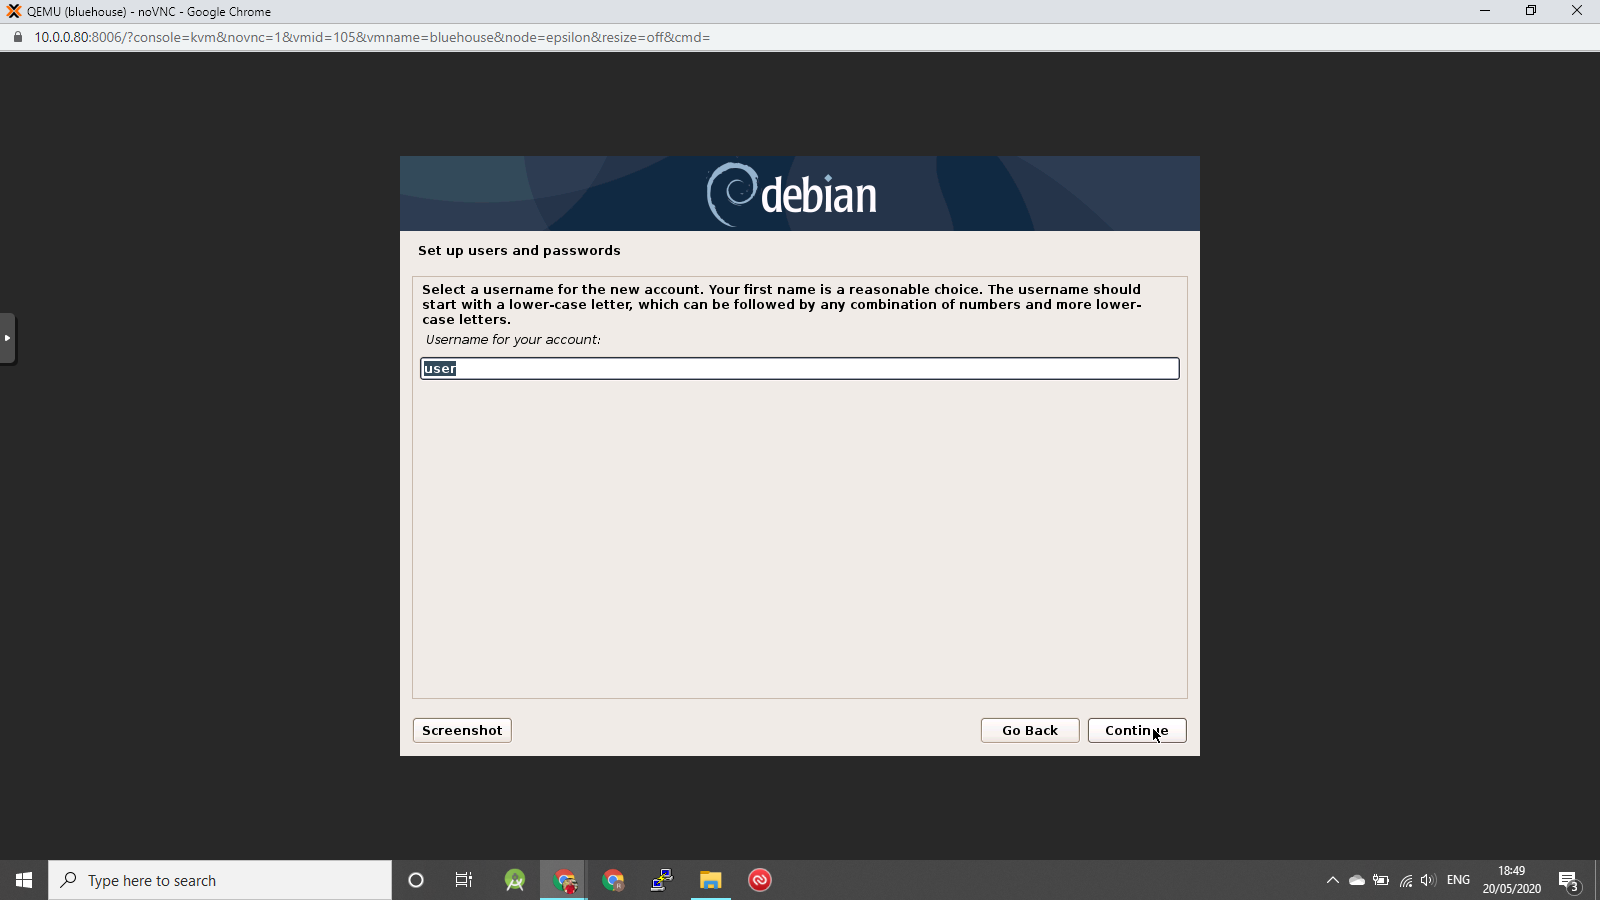 QEMU (bluehouse) - noVNC - Google Chrome
10.0.0.80:8006/?console=kvm&novnc=1&vmid=105&vmname=bluehouse&node=epsilon&resize=off&cmd=
debian
Set up users and passwords
Select a username for the new account. Your first name is a reasonable choice. The username should
start with a lower-case letter, which can be followed by any combination of numbers and more lower-
case letters.
Username for your account:
user
Screenshot
Go Back
Continue
Type here to search
ENG
18:49
20/05/2020
3